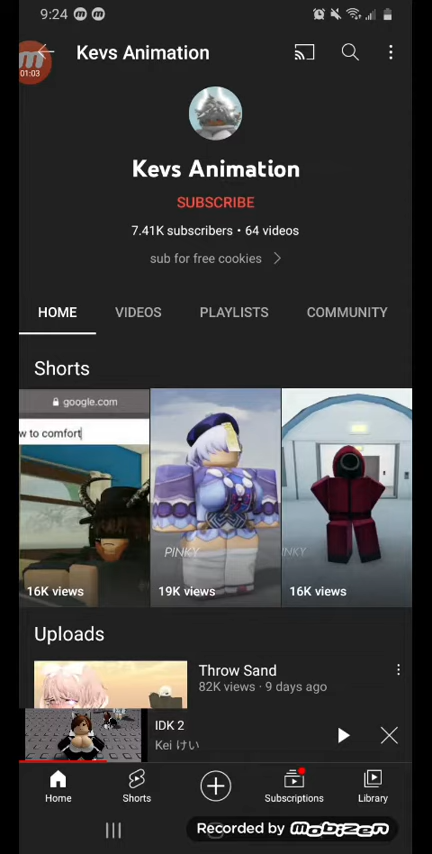 9:24
Kevs Animation
01:03
Kevs Animation
SUBSCRIBE
7.41K subscribers • 64 videos
sub for free cookies
HOME VIDEOS PLAYLISTS COMMUNITY
Shorts
google.com
w to comfort
PINKY
INKY
16K views
19K views
16K views
Uploads
Throw Sand
82K views · 9 days ago
IDK 2
Kei けい
Home Shorts Subscriptions Library
Recorded by mobizen